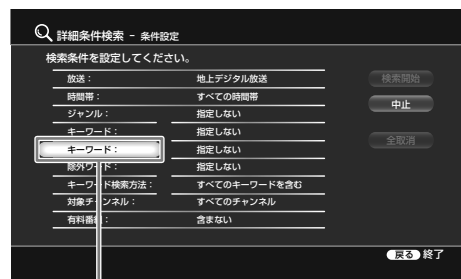 詳細条件検索 - 条件設定
検索条件を設定してください。
放送： 地上デジタル放送
時間帯： すべての時間帯
ジャンル： 指定しない
キーワード： 指定しない
キーワード： 指定しない
除外ワード： 指定しない
キーワード検索方法： すべてのキーワードを含む
対象チャンネル： すべてのチャンネル
有料番組： 含まない
検索開始
中止
全取消
戻る 終了